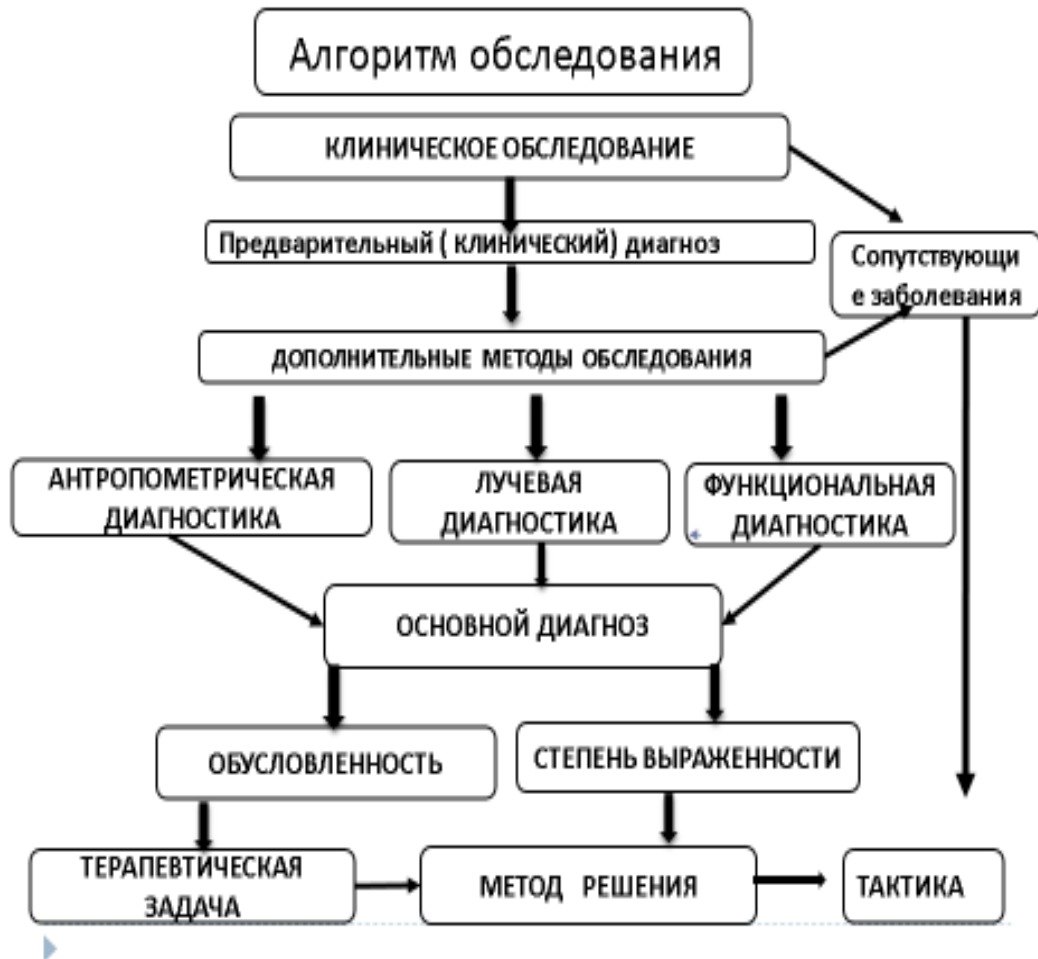 Алгоритм обследования
КЛИНИЧЕСКОЕ ОБСЛЕДОВАНИЕ
Предварительный ( КЛИНИЧЕСКИЙ) диагноз
Сопутствующи
е заболевания
ДОПОЛНИТЕЛЬНЫЕ МЕТОДЫ ОБСЛЕДОВАНИЯ
АНТРОПОМЕТРИЧЕСКАЯ
ДИАГНОСТИКА
ЛУЧЕВАЯ
ДИАГНОСТИКА
ФУНКЦИОНАЛЬНАЯ
ДИАГНОСТИКА
ОСНОВНОЙ ДИАГНОЗ
ОБУСЛОВЛЕННОСТЬ
СТЕПЕНЬ ВЫРАЖЕННОСТИ
ТЕРАПЕВТИЧЕСКАЯ
ЗАДАЧА
МЕТОД РЕШЕНИЯ
ТАКТИКА